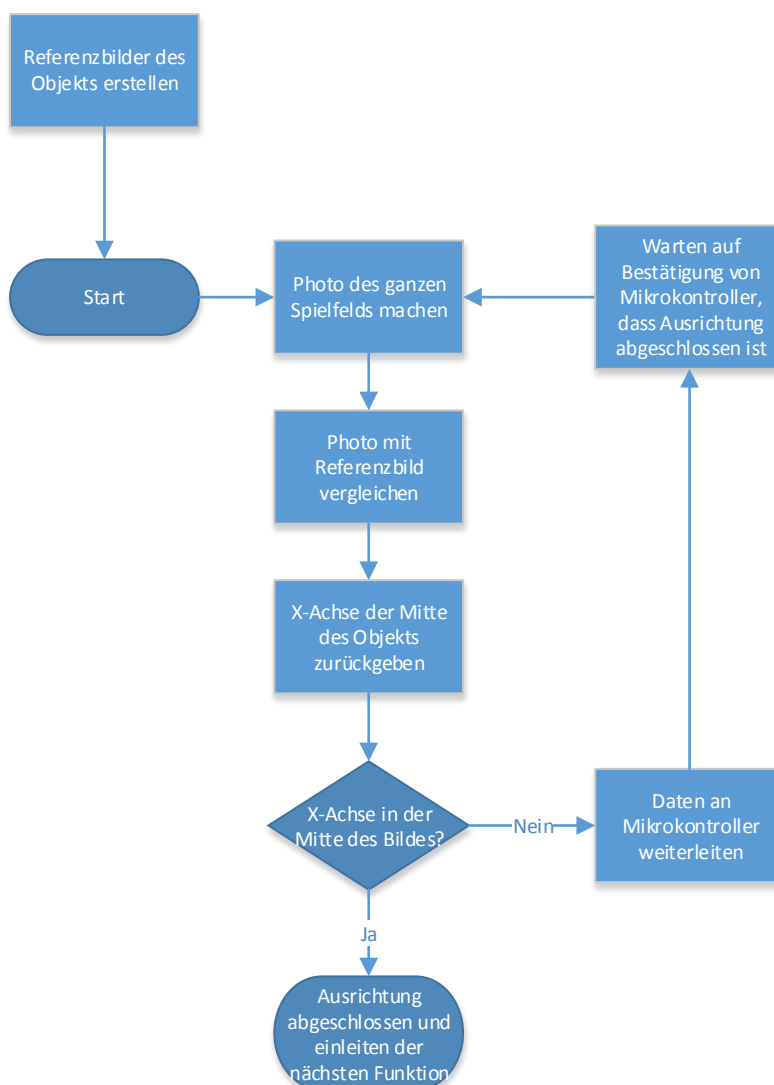 Referenzbilder des
Objekts erstellen
Start
Photo des ganzen
Spielfelds machen
Warten auf
Bestätigung von
Mikrokontroller,
dass Ausrichtung
abgeschlossen ist
Photo mit
Referenzbild
vergleichen
X-Achse der Mitte
des Objekts
zurückgeben
X-Achse in der
Mitte des Bildes?
Nein
Daten an
Mikrokontroller
weiterleiten
Ja
Ausrichtung
abgeschlossen und
einleiten der
nächsten Funktion